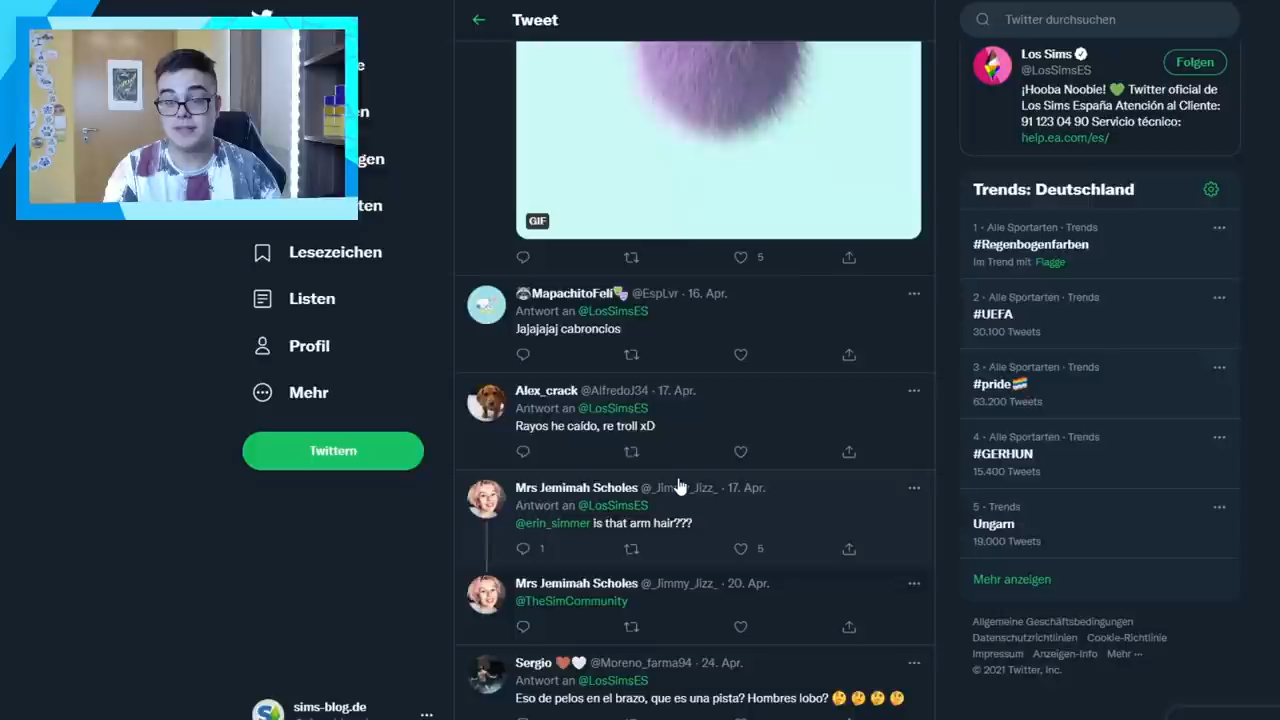 Lesezeichen
Listen
Profil
Mehr
Twittern
sims-blog.de
Tweet
GIF
5
🦝MapachitoFeli🎭 @EspLvr · 16. Apr.
Antwort an @LosSimsES
Jajajajaj cabroncíos
Alex_crack @AlfredoJ34 · 17. Apr.
Antwort an @LosSimsES
Rayos he caído, re troll xD
Mrs Jemimah Scholes @_Jimmy_Jizz_ · 17. Apr.
Antwort an @LosSimsES
@erin_simmer is that arm hair???
1
5
Mrs Jemimah Scholes @_Jimmy_Jizz_ · 20. Apr.
@TheSimCommunity
Sergio 🤎🤍 @Moreno_farma94 · 24. Apr.
Antwort an @LosSimsES
Eso de pelos en el brazo, que es una pista? Hombres lobo? 🤔 🤔 🤔 🤔
Twitter durchsuchen
Los Sims
@LosSimsES
Folgen
¡Hooba Noobie! 💚 Twitter oficial de
Los Sims España Atención al Cliente:
91 123 04 90 Servicio técnico:
help.ea.com/es/
Trends: Deutschland
1 · Alle Sportarten · Trends
#Regenbogenfarben
Im Trend mit Flagge
2 · Alle Sportarten · Trends
#UEFA
30.100 Tweets
3 · Alle Sportarten · Trends
#pride🏳️‍🌈
63.200 Tweets
4 · Alle Sportarten · Trends
#GERHUN
15.400 Tweets
5 · Trends
Ungarn
19.000 Tweets
Mehr anzeigen
Allgemeine Geschäftsbedingungen
Datenschutzrichtlinien Cookie-Richtlinie
Impressum Anzeigen-Info Mehr ···
© 2021 Twitter, Inc.